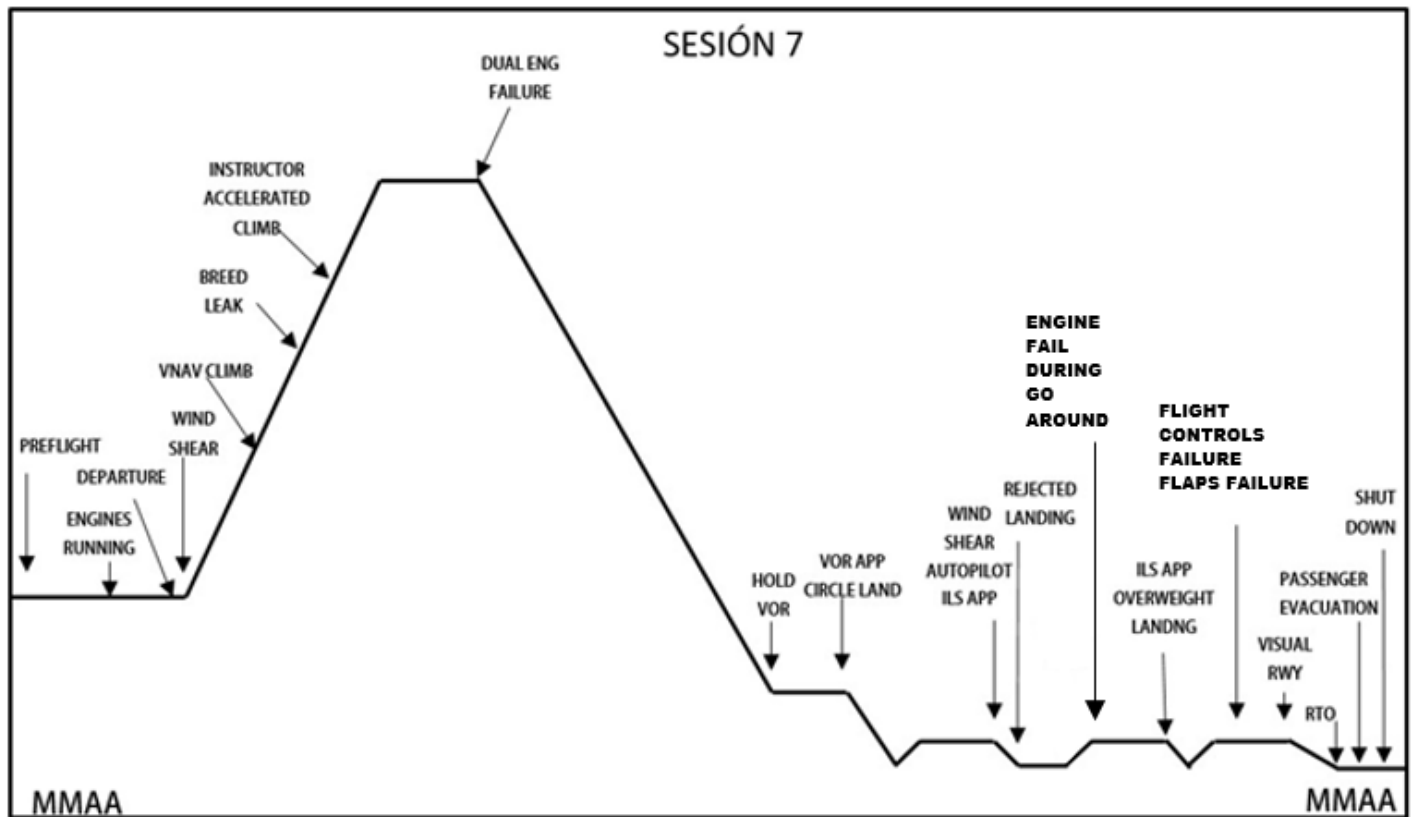 SESIÓN 7
DUAL ENG
FAILURE
INSTRUCTOR
ACCELERATED
CLIMB
BREED
LEAK
VNAV CLIMB
WIND
SHEAR
PREFLIGHT
DEPARTURE
ENGINES
RUNNING
HOLD
VOR
VOR APP
CIRCLE LAND
WIND
SHEAR
AUTOPILOT
ILS APP
REJECTED
LANDING
ENGINE
FAIL
DURING
GO
AROUND
ILS APP
OVERWEIGHT
LANDNG
FLIGHT
CONTROLS
FAILURE
FLAPS FAILURE
VISUAL
RWY
RTO
PASSENGER
EVACUATION
SHUT
DOWN
MMAA
MMAA